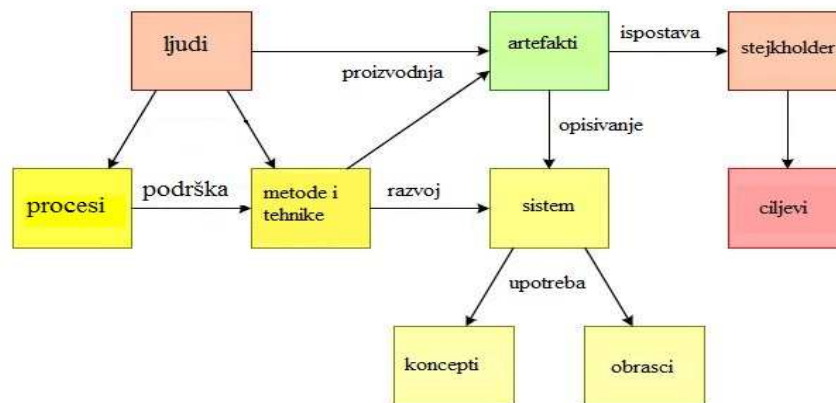 ljudi
artefakti
ispostava
stejkholder
proizvodnja
opisivanje
procesi
podrška
metode i
tehnike
razvoj
sistem
ciljevi
upotreba
koncepti
obrasci